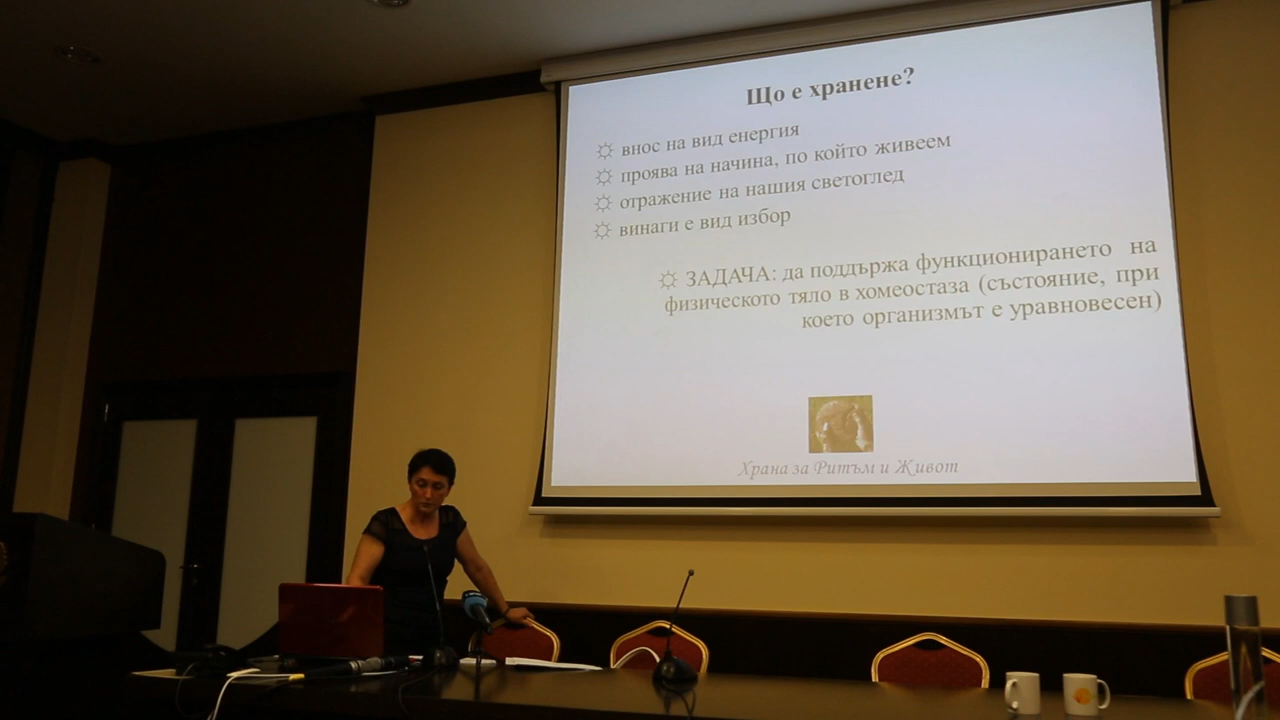 Що е хранене?
внос на вид енергия
проява на начина, по който живеем
отражение на нашия светоглед
винаги е вид избор
ЗАДАЧА: да поддържа функционирането на
физическото тяло в хомеостаза (състояние, при
което организмът е уравновесен)
Храна за Ритъм и Живот